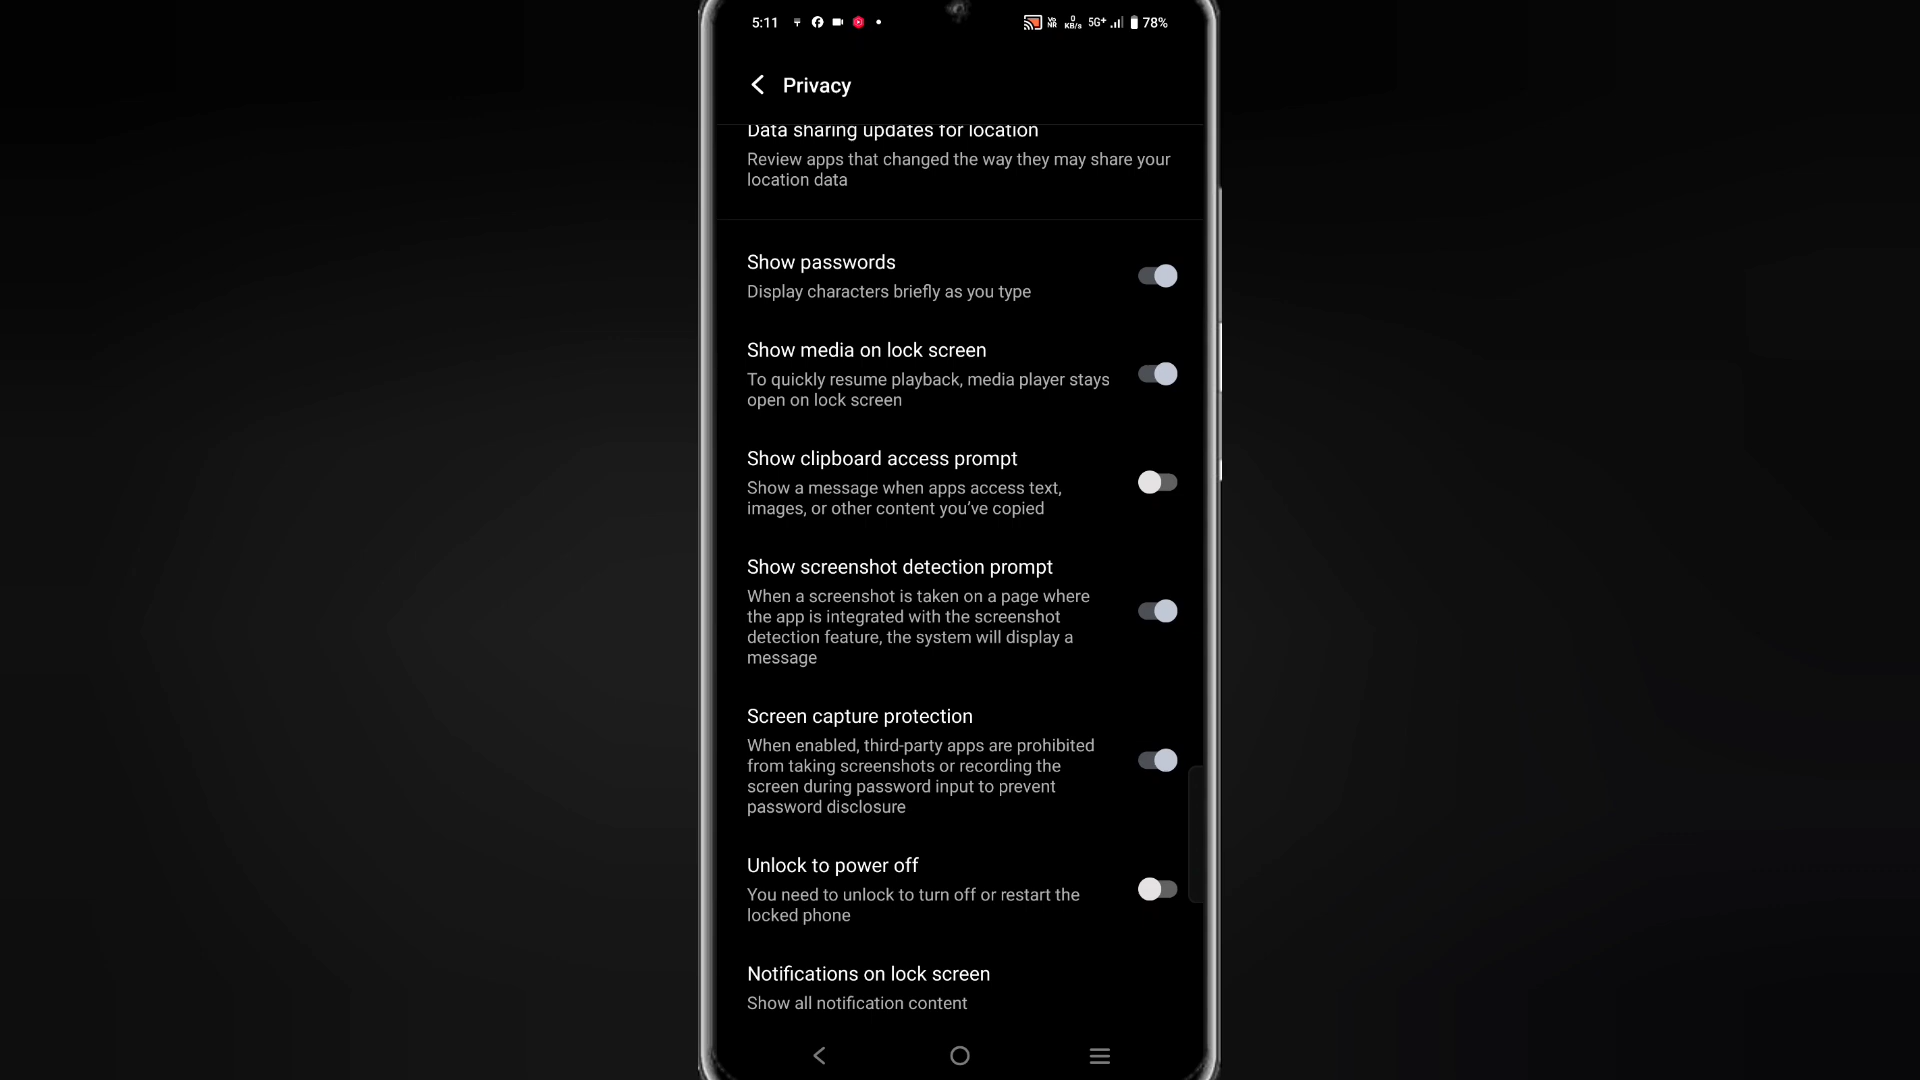 5:11
Vo
NR
0
KB/s
5G+
78%
Privacy
Data sharing updates for location
Review apps that changed the way they may share your
location data
Show passwords
Display characters briefly as you type
Show media on lock screen
To quickly resume playback, media player stays
open on lock screen
Show clipboard access prompt
Show a message when apps access text,
images, or other content you’ve copied
Show screenshot detection prompt
When a screenshot is taken on a page where
the app is integrated with the screenshot
detection feature, the system will display a
message
Screen capture protection
When enabled, third-party apps are prohibited
from taking screenshots or recording the
screen during password input to prevent
password disclosure
Unlock to power off
You need to unlock to turn off or restart the
locked phone
Notifications on lock screen
Show all notification content